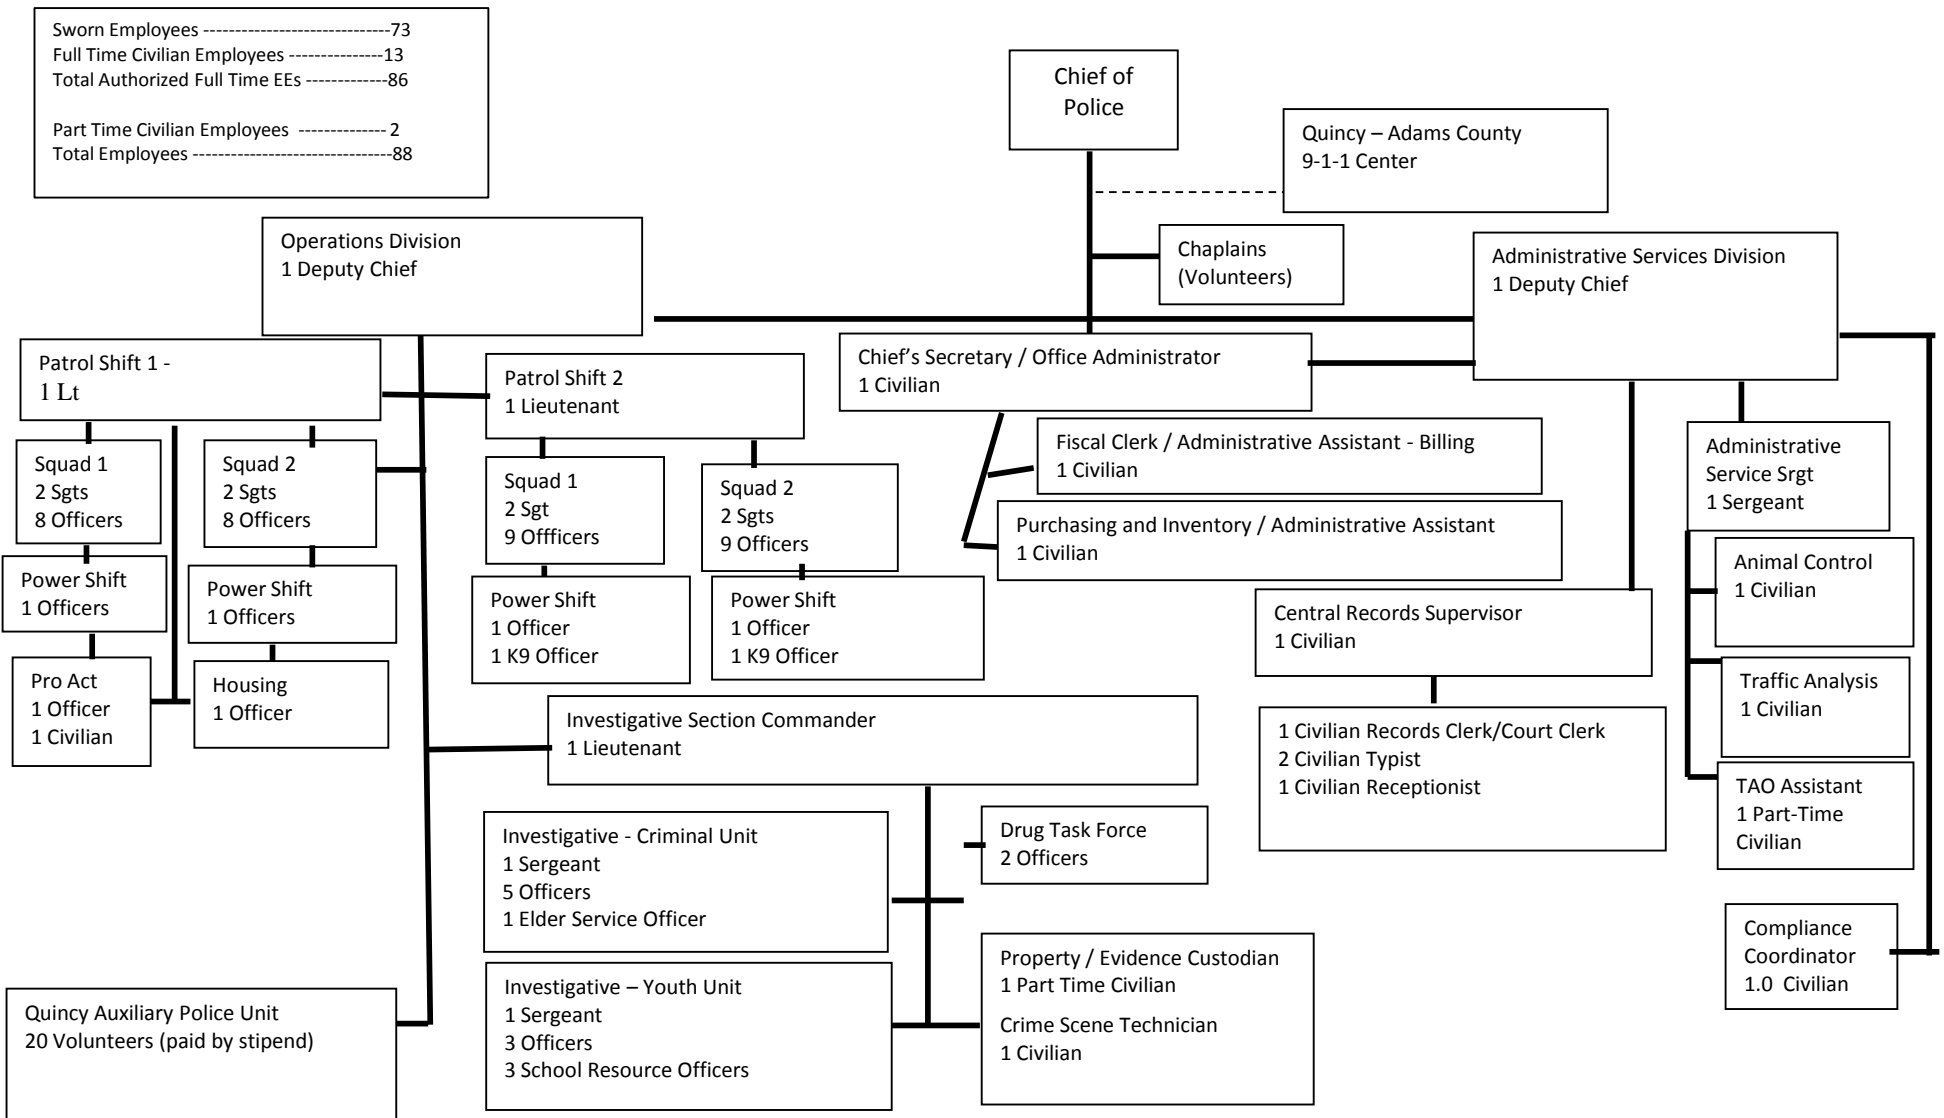 Sworn Employees -----------------------------73
Full Time Civilian Employees ---------------13
Total Authorized Full Time EEs -------------86
Part Time Civilian Employees -------------- 2
Total Employees --------------------------------88
Chief of
Police
Quincy – Adams County
9-1-1 Center
Chaplains
(Volunteers)
Operations Division
1 Deputy Chief
Administrative Services Division
1 Deputy Chief
Patrol Shift 1 -
1 Lt
Patrol Shift 2
1 Lieutenant
Chief’s Secretary / Office Administrator
1 Civilian
Fiscal Clerk / Administrative Assistant - Billing
1 Civilian
Purchasing and Inventory / Administrative Assistant
1 Civilian
Squad 1
2 Sgts
8 Officers
Squad 2
2 Sgts
8 Officers
Squad 1
2 Sgt
9 Offficers
Squad 2
2 Sgts
9 Officers
Administrative
Service Srgt
1 Sergeant
Power Shift
1 Officers
Power Shift
1 Officers
Power Shift
1 Officer
1 K9 Officer
Power Shift
1 Officer
1 K9 Officer
Animal Control
1 Civilian
Central Records Supervisor
1 Civilian
Pro Act
1 Officer
1 Civilian
Housing
1 Officer
Traffic Analysis
1 Civilian
Investigative Section Commander
1 Lieutenant
1 Civilian Records Clerk/Court Clerk
2 Civilian Typist
1 Civilian Receptionist
TAO Assistant
1 Part-Time
Civilian
Investigative - Criminal Unit
1 Sergeant
5 Officers
1 Elder Service Officer
Drug Task Force
2 Officers
Compliance
Coordinator
1.0 Civilian
Property / Evidence Custodian
1 Part Time Civilian
Crime Scene Technician
1 Civilian
Investigative – Youth Unit
1 Sergeant
3 Officers
3 School Resource Officers
Quincy Auxiliary Police Unit
20 Volunteers (paid by stipend)